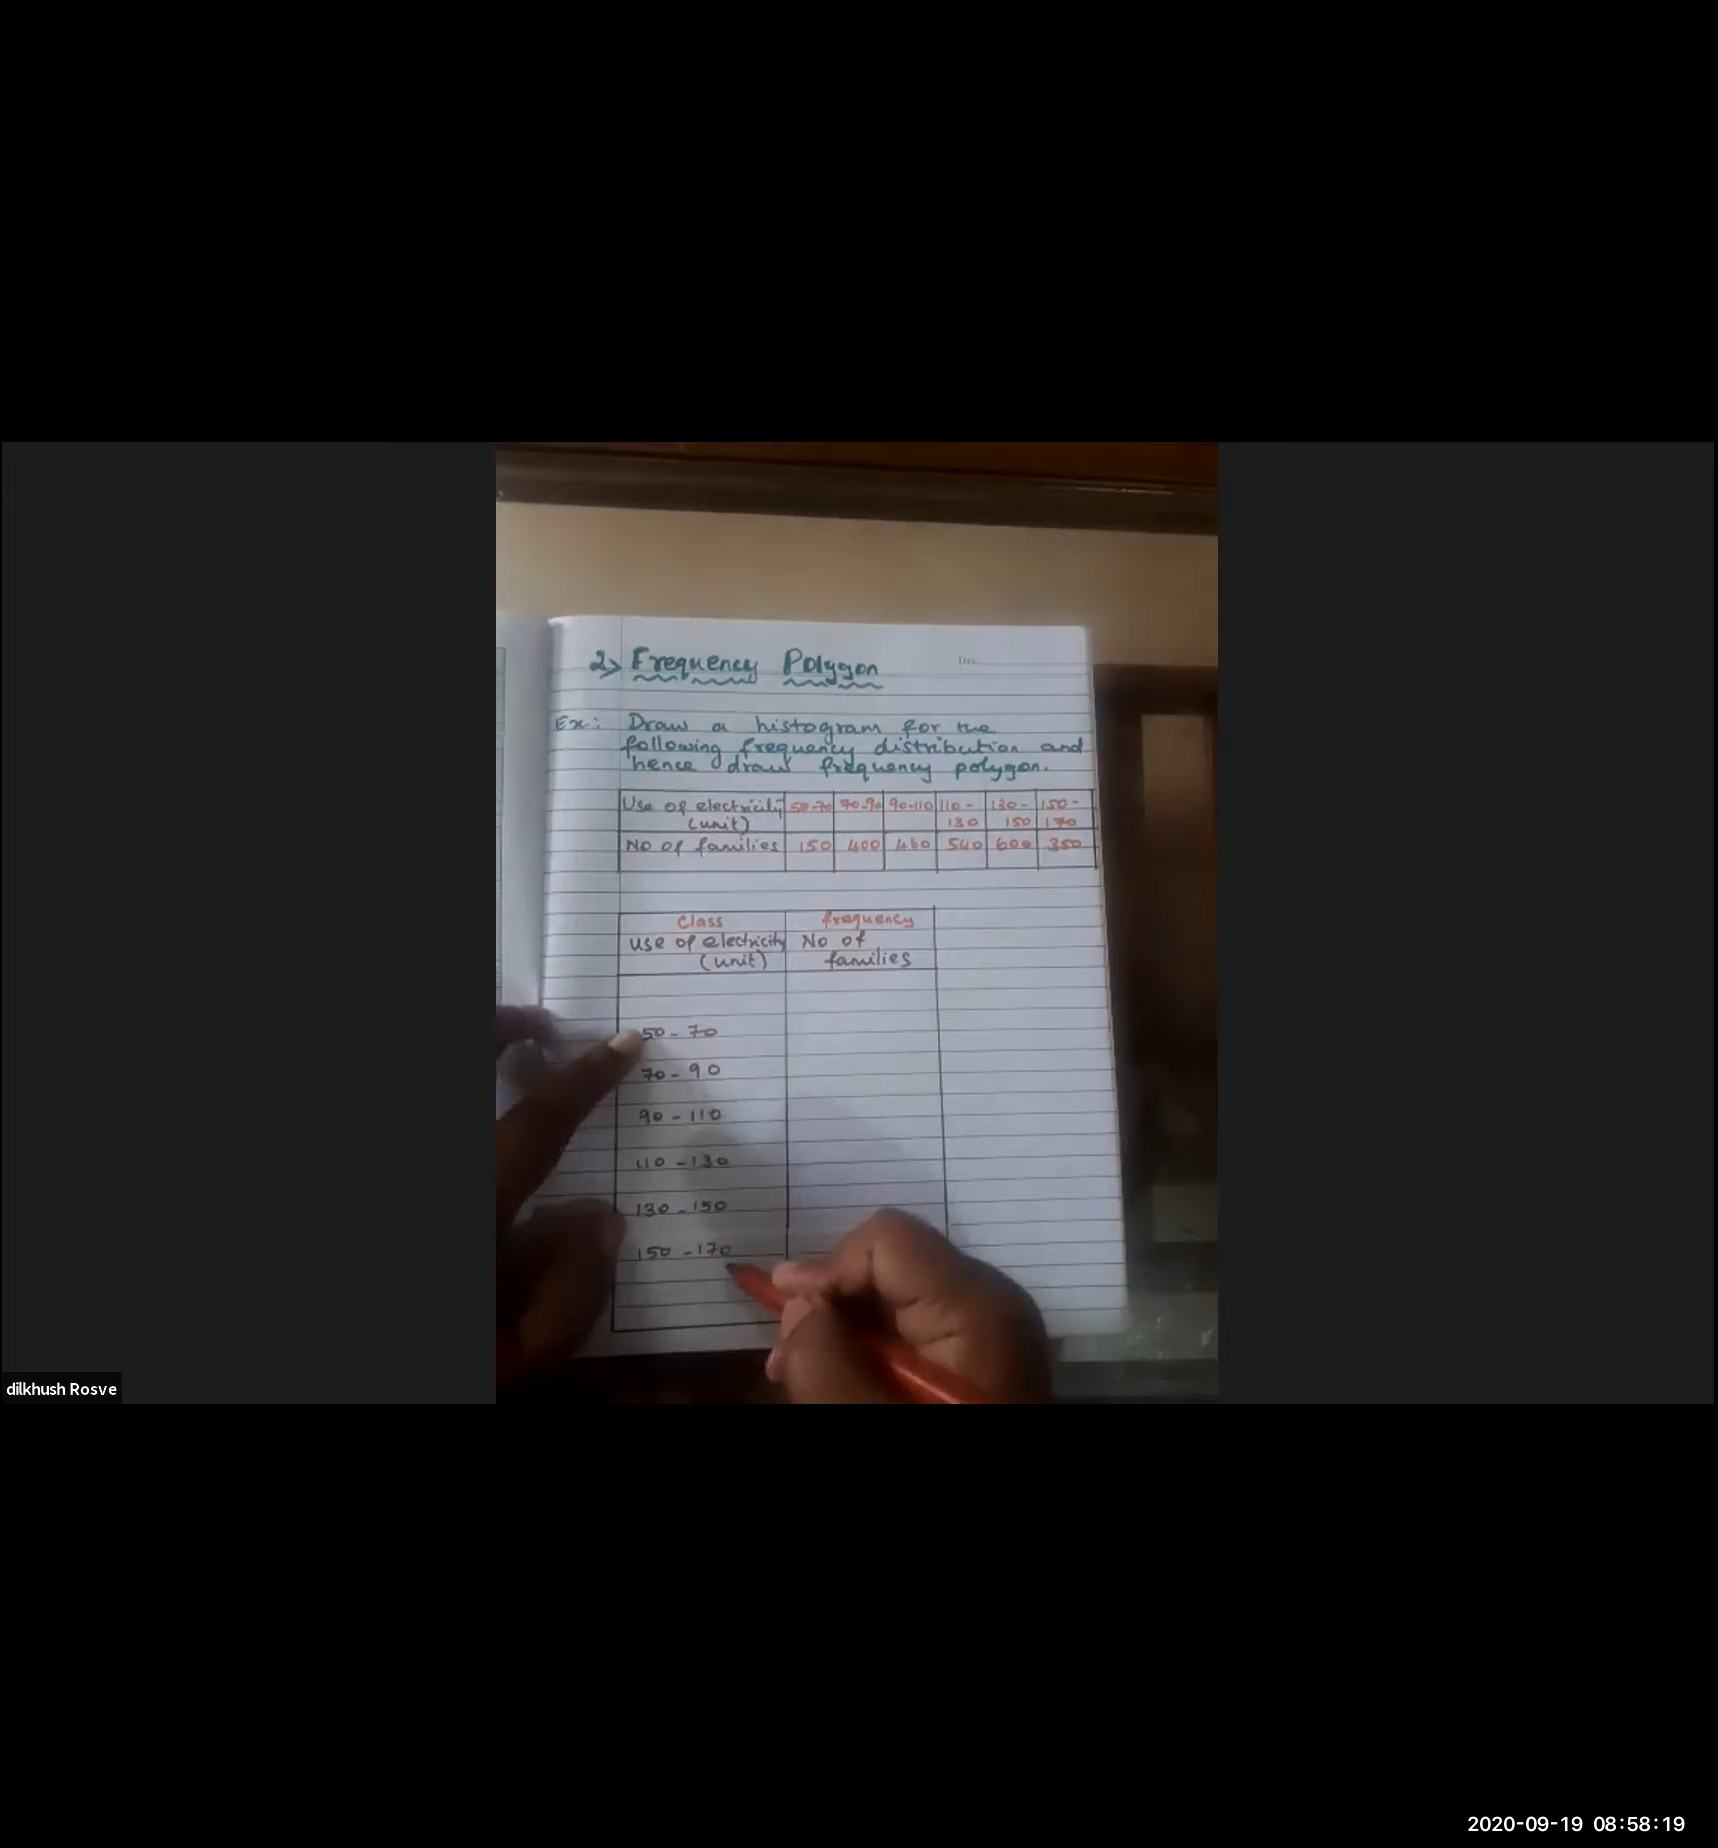 2> Frequency Polygon
Date
Ex: Draw a histogram for the
following frequency distribution and
hence draw frequency polygon.
Use of electricity 50-70 70-90 90-110 110- 130- 150-
(unit) 130 150 170
No of families 150 400 460 540 600 350
Class frequency
use of electricity No of
(unit) families
50 - 70
70 - 90
90 - 110
110 - 130
130 - 150
150 - 170
dilkhush Rosve
2020-09-19 08:58:19